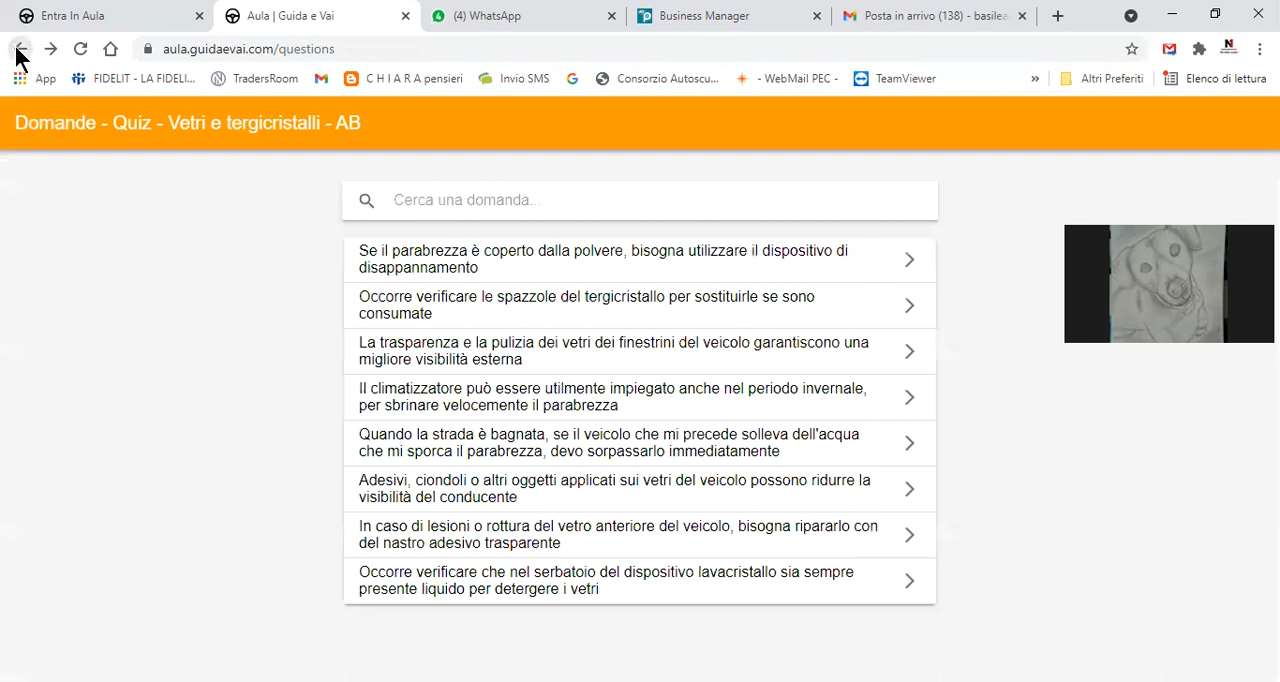 Entra In Aula
Aula | Guida e Vai
(4) WhatsApp
Business Manager
Posta in arrivo (138) - basilea
aula.guidaevai.com/questions
App
FIDELIT - LA FIDELI...
TradersRoom
C H I A R A pensieri
Invio SMS
Consorzio Autoscu...
- WebMail PEC -
TeamViewer
»
Altri Preferiti
Elenco di lettura
Domande - Quiz - Vetri e tergicristalli - AB
Cerca una domanda...
Se il parabrezza è coperto dalla polvere, bisogna utilizzare il dispositivo di
disappannamento
Occorre verificare le spazzole del tergicristallo per sostituirle se sono
consumate
La trasparenza e la pulizia dei vetri dei finestrini del veicolo garantiscono una
migliore visibilità esterna
Il climatizzatore può essere utilmente impiegato anche nel periodo invernale,
per sbrinare velocemente il parabrezza
Quando la strada è bagnata, se il veicolo che mi precede solleva dell'acqua
che mi sporca il parabrezza, devo sorpassarlo immediatamente
Adesivi, ciondoli o altri oggetti applicati sui vetri del veicolo possono ridurre la
visibilità del conducente
In caso di lesioni o rottura del vetro anteriore del veicolo, bisogna ripararlo con
del nastro adesivo trasparente
Occorre verificare che nel serbatoio del dispositivo lavacristallo sia sempre
presente liquido per detergere i vetri